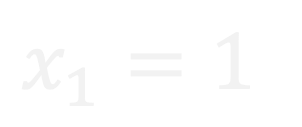 x₁ = 1